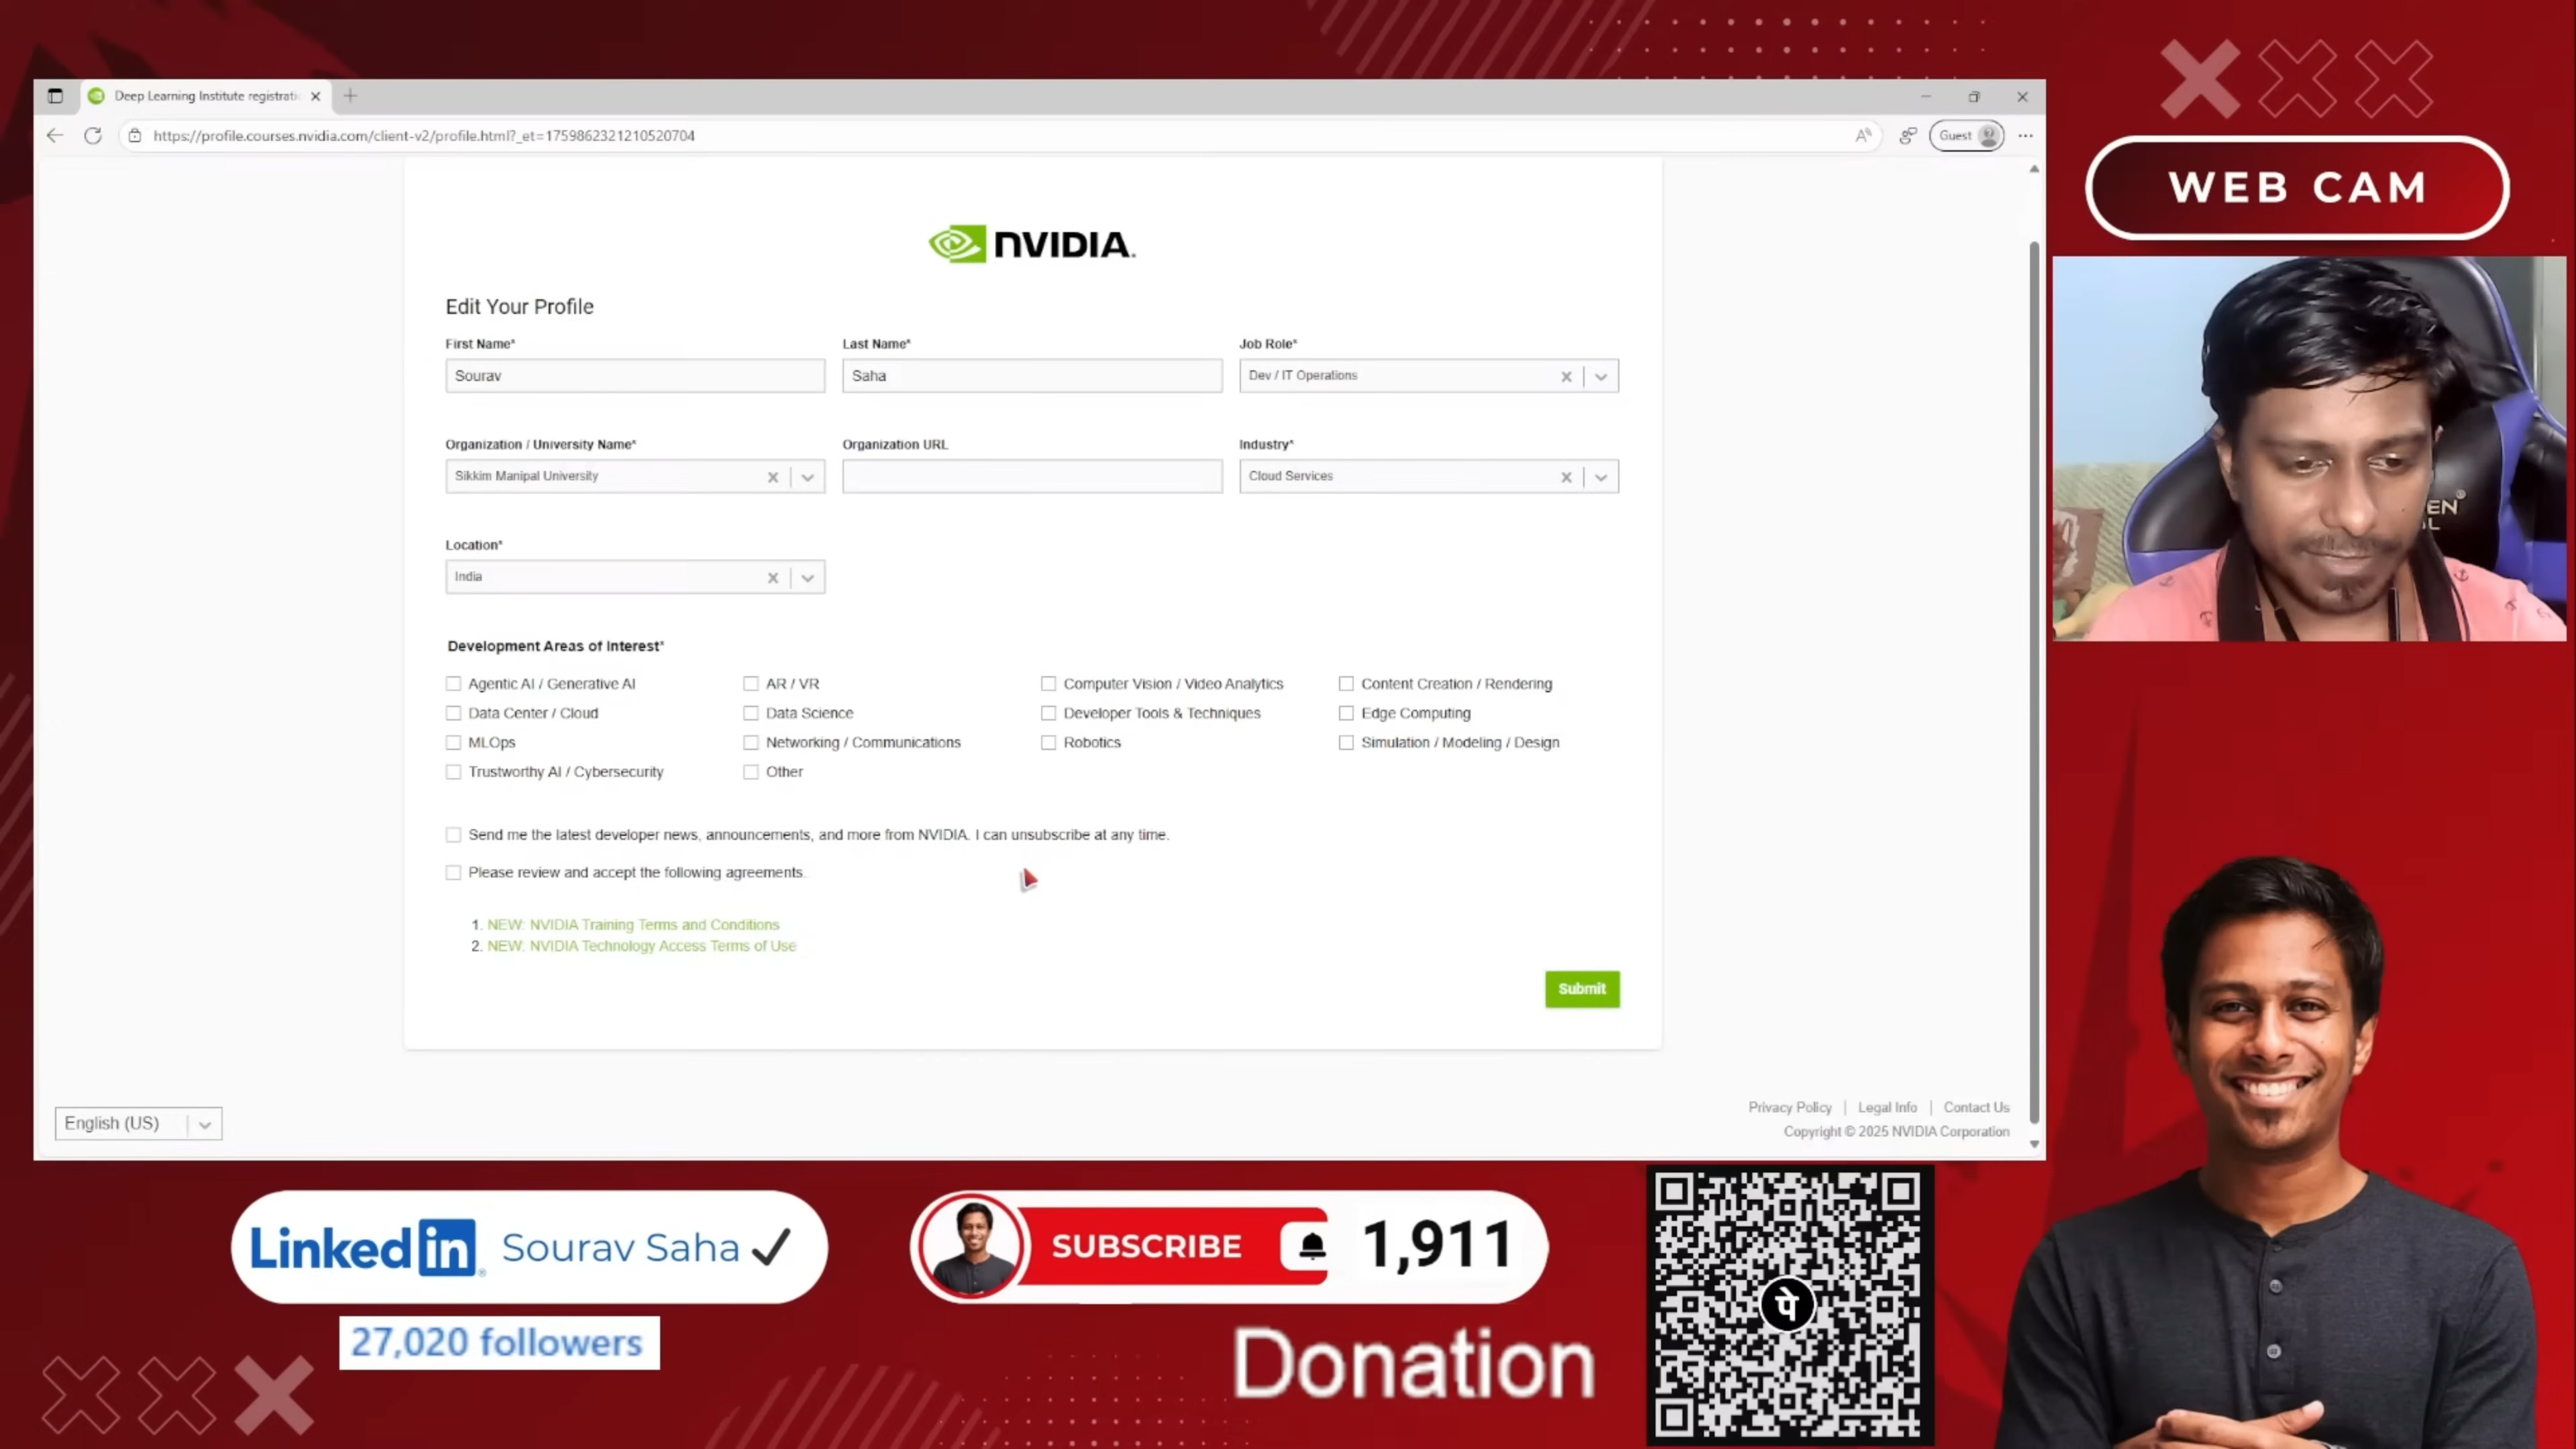 Deep Learning Institute registrati
https://profile.courses.nvidia.com/client-v2/profile.html?_et=1759862321210520704
Guest
NVIDIA.
Edit Your Profile
First Name*
Last Name*
Job Role*
Sourav
Saha
Dev / IT Operations
Organization / University Name*
Organization URL
Industry*
Sikkim Manipal University
Cloud Services
Location*
India
Development Areas of Interest*
Agentic AI / Generative AI
AR / VR
Computer Vision / Video Analytics
Content Creation / Rendering
Data Center / Cloud
Data Science
Developer Tools & Techniques
Edge Computing
MLOps
Networking / Communications
Robotics
Simulation / Modeling / Design
Trustworthy AI / Cybersecurity
Other
Send me the latest developer news, announcements, and more from NVIDIA. I can unsubscribe at any time.
Please review and accept the following agreements.
1. NEW: NVIDIA Training Terms and Conditions
2. NEW: NVIDIA Technology Access Terms of Use
Submit
English (US)
Privacy Policy | Legal Info | Contact Us
Copyright © 2025 NVIDIA Corporation
WEB CAM
EN
L
Linked in Sourav Saha
27,020 followers
SUBSCRIBE
1,911
Donation
पे